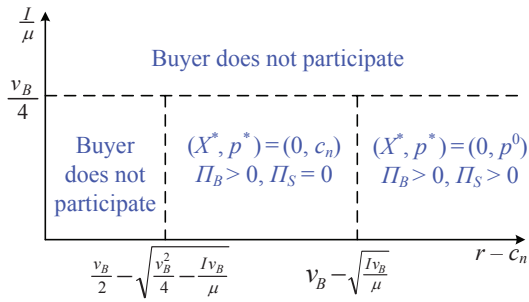 I/μ
Buyer does not participate
v_B/4
Buyer does not participate
(X*, p*) = (0, c_n)
Π_B > 0, Π_S = 0
(X*, p*) = (0, p⁰)
Π_B > 0, Π_S > 0
v_B/2 − √(v_B²/4 − Iv_B/μ)
v_B − √(Iv_B/μ)
r − c_n